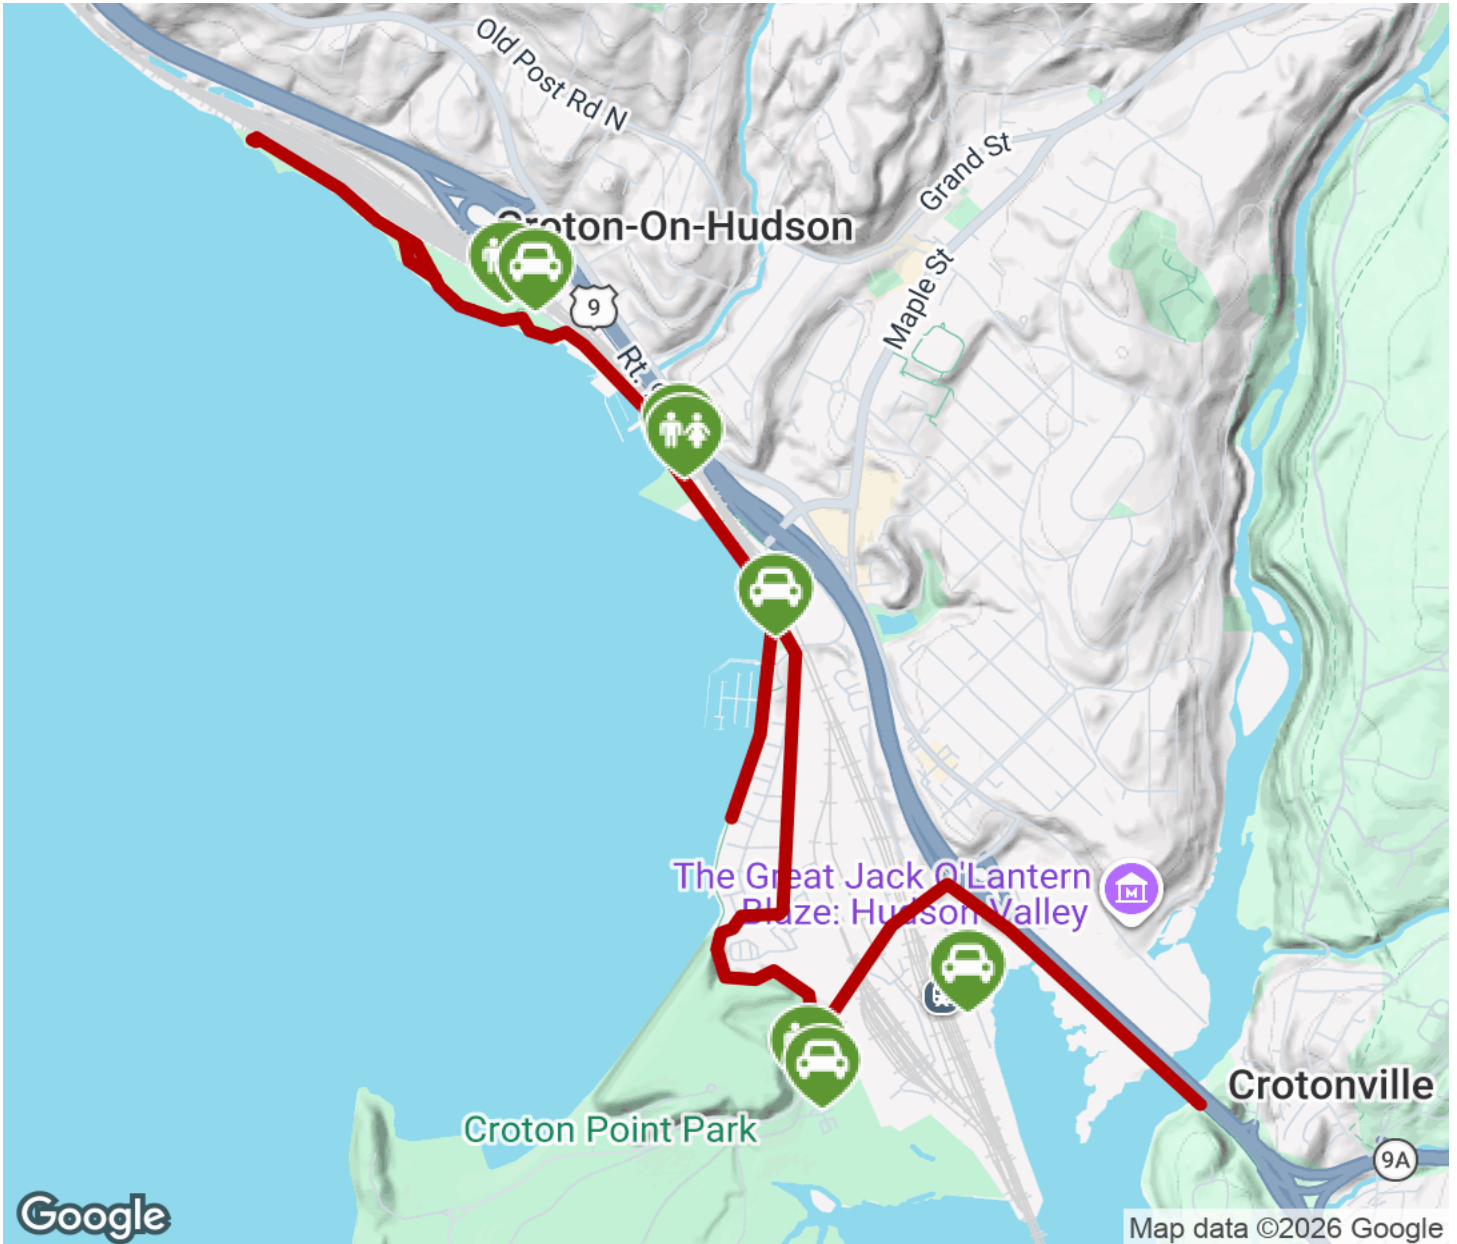 Old Post Rd N
Grand St
Croton-On-Hudson
Maple St
9
Rt. 9
The Great Jack O'Lantern
Blaze: Hudson Valley
Crotonville
Croton Point Park
9A
Google
Map data ©2026 Google